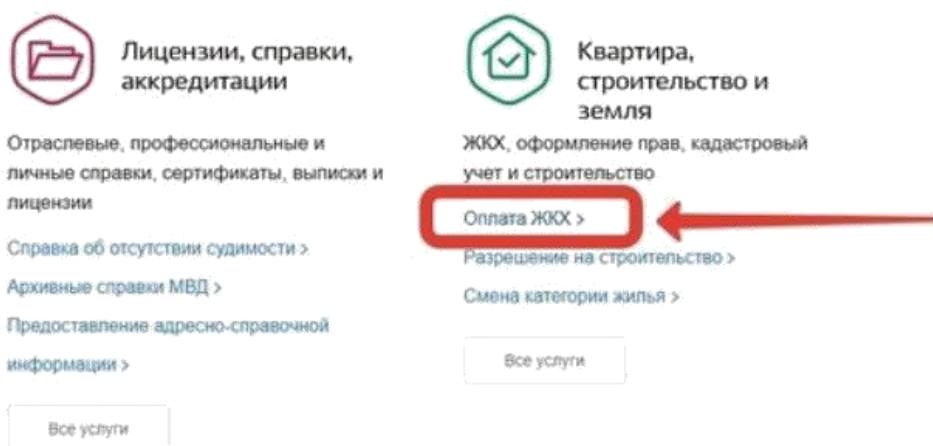 Лицензии, справки,
аккредитации
Отраслевые, профессиональные и
личные справки, сертификаты, выписки и
лицензии
Справка об отсутствии судимости >
Архивные справки МВД >
Предоставление адресно-справочной
информации >
Все услуги
Квартира,
строительство и
земля
ЖКХ, оформление прав, кадастровый
учет и строительство
Оплата ЖКХ >
Разрешение на строительство >
Смена категории жилья >
Все услуги